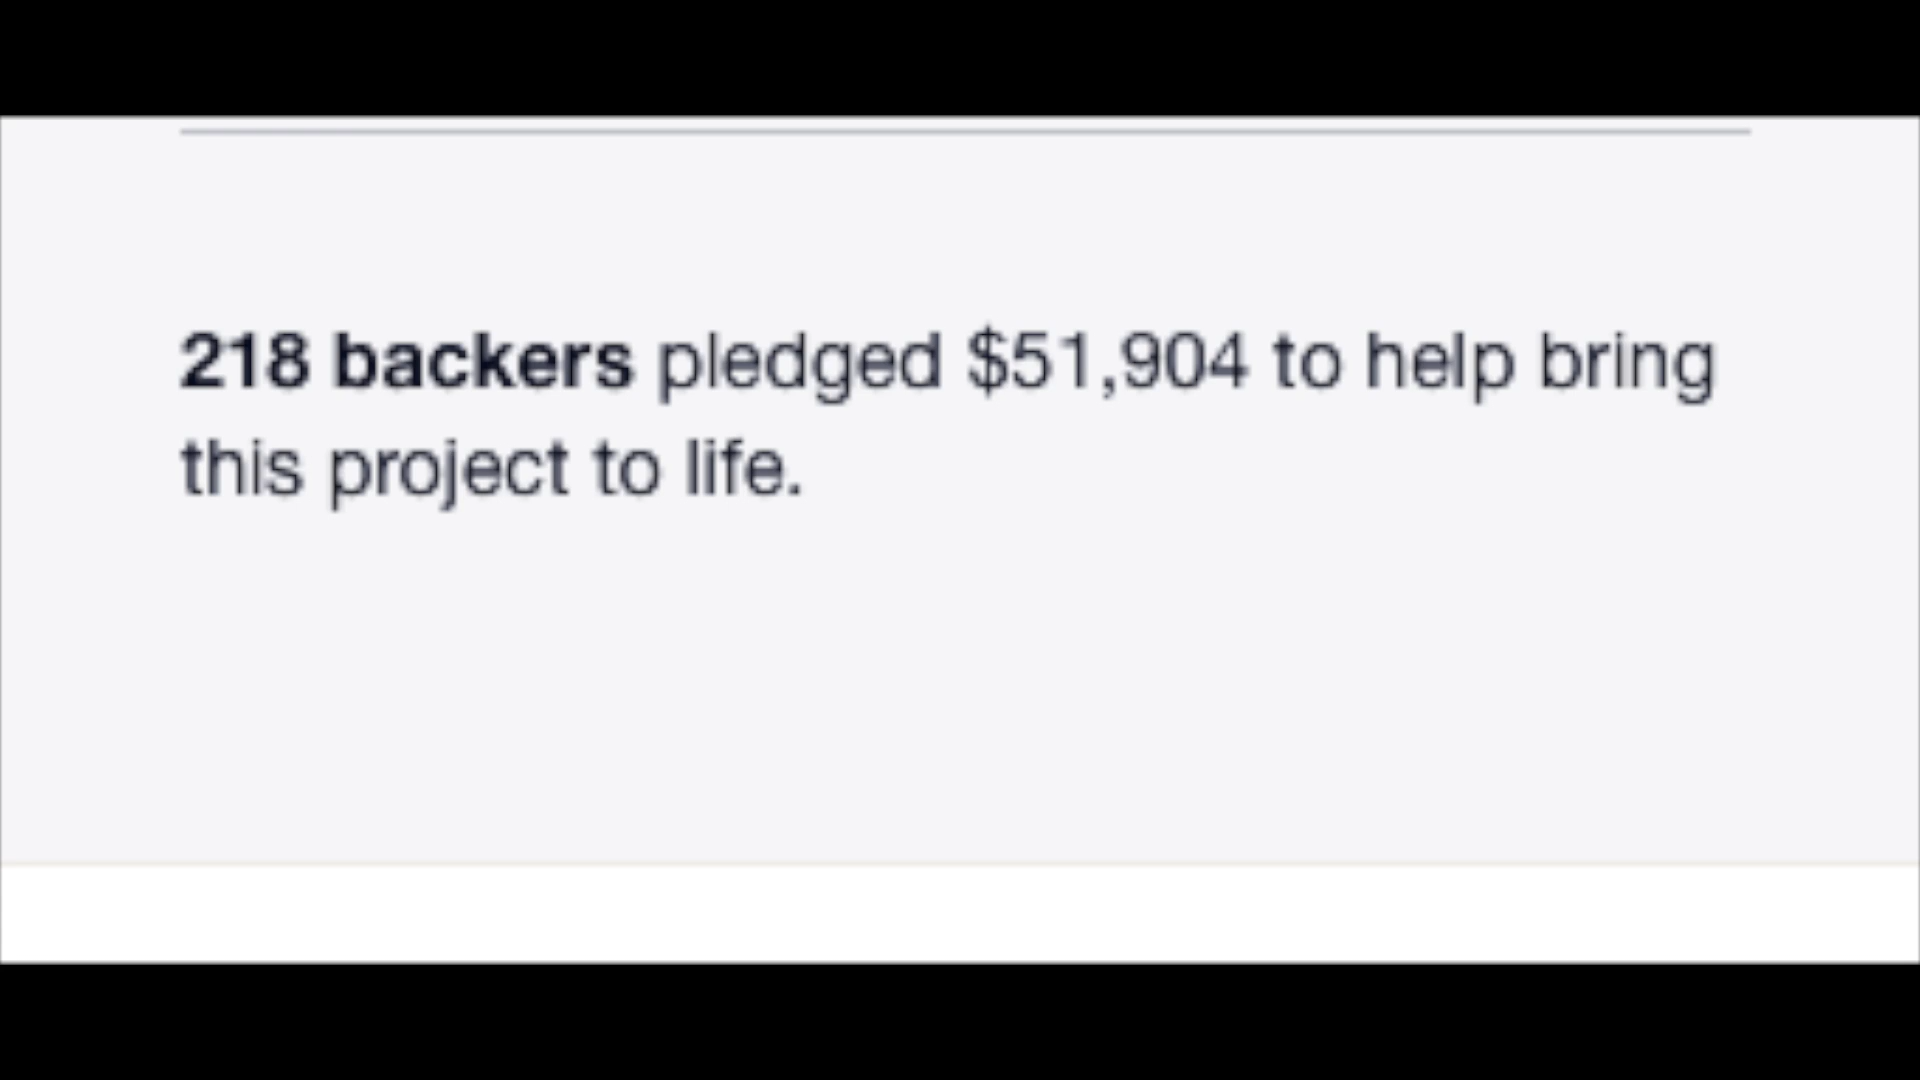 218 backers pledged $51,904 to help bring
this project to life.